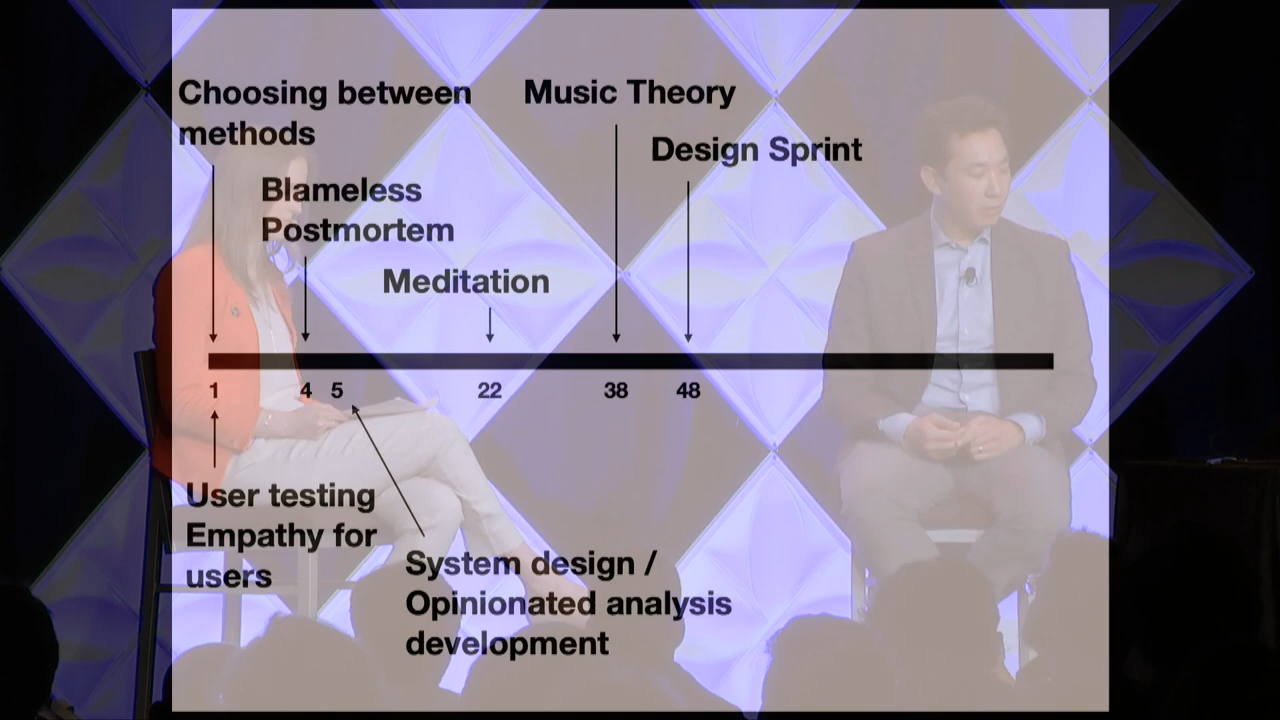 Choosing between
methods
Music Theory
Design Sprint
Blameless
Postmortem
Meditation
1 4 5 22 38 48
User testing
Empathy for
users
System design /
Opinionated analysis
development